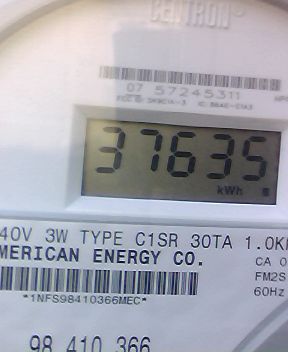 CENTRON®
07 57245311
37635
kWh
40V 3W TYPE C1SR 30TA 1.0K
MERICAN ENERGY CO.
CA 0
FM2S
60Hz
*1NFS98410366MEC*
98 410 366